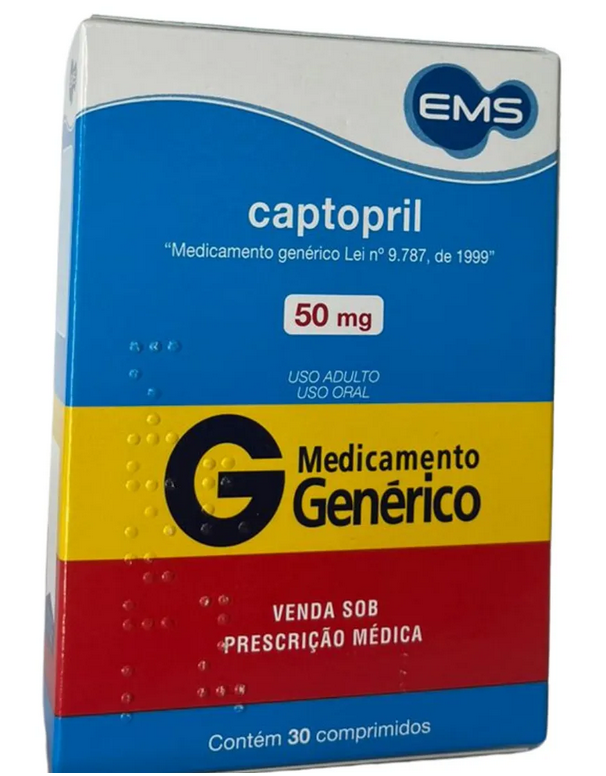 EMS
captopril
“Medicamento genérico Lei nº 9.787, de 1999”
50 mg
USO ADULTO
USO ORAL
G Medicamento
Genérico
VENDA SOB
PRESCRIÇÃO MÉDICA
Contém 30 comprimidos